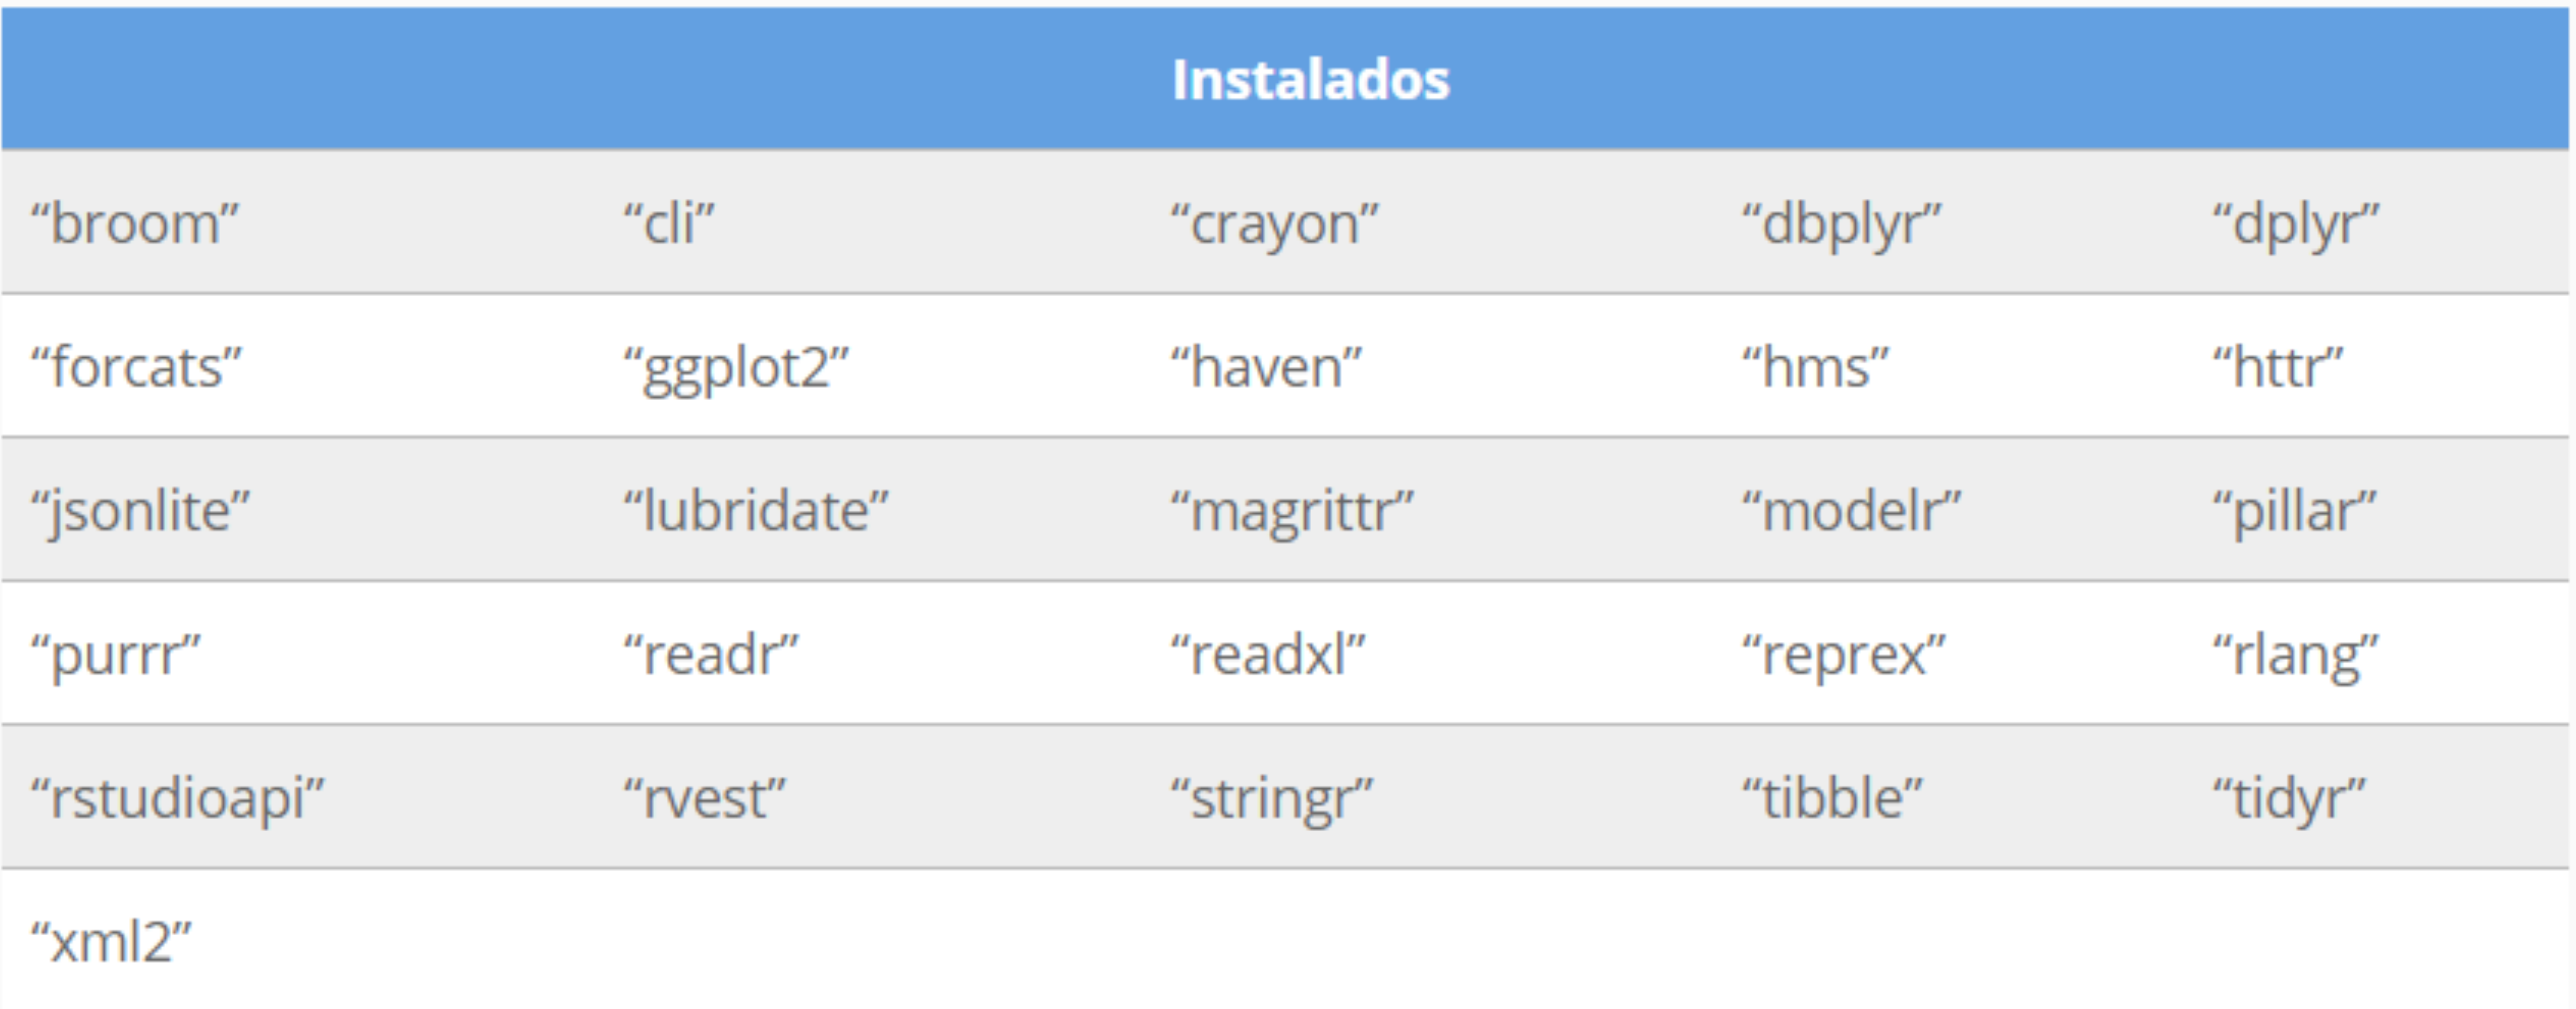 Instalados
“broom” “cli” “crayon” “dbplyr” “dplyr”
“forcats” “ggplot2” “haven” “hms” “httr”
“jsonlite” “lubridate” “magrittr” “modelr” “pillar”
“purrr” “readr” “readxl” “reprex” “rlang”
“rstudioapi” “rvest” “stringr” “tibble” “tidyr”
“xml2”